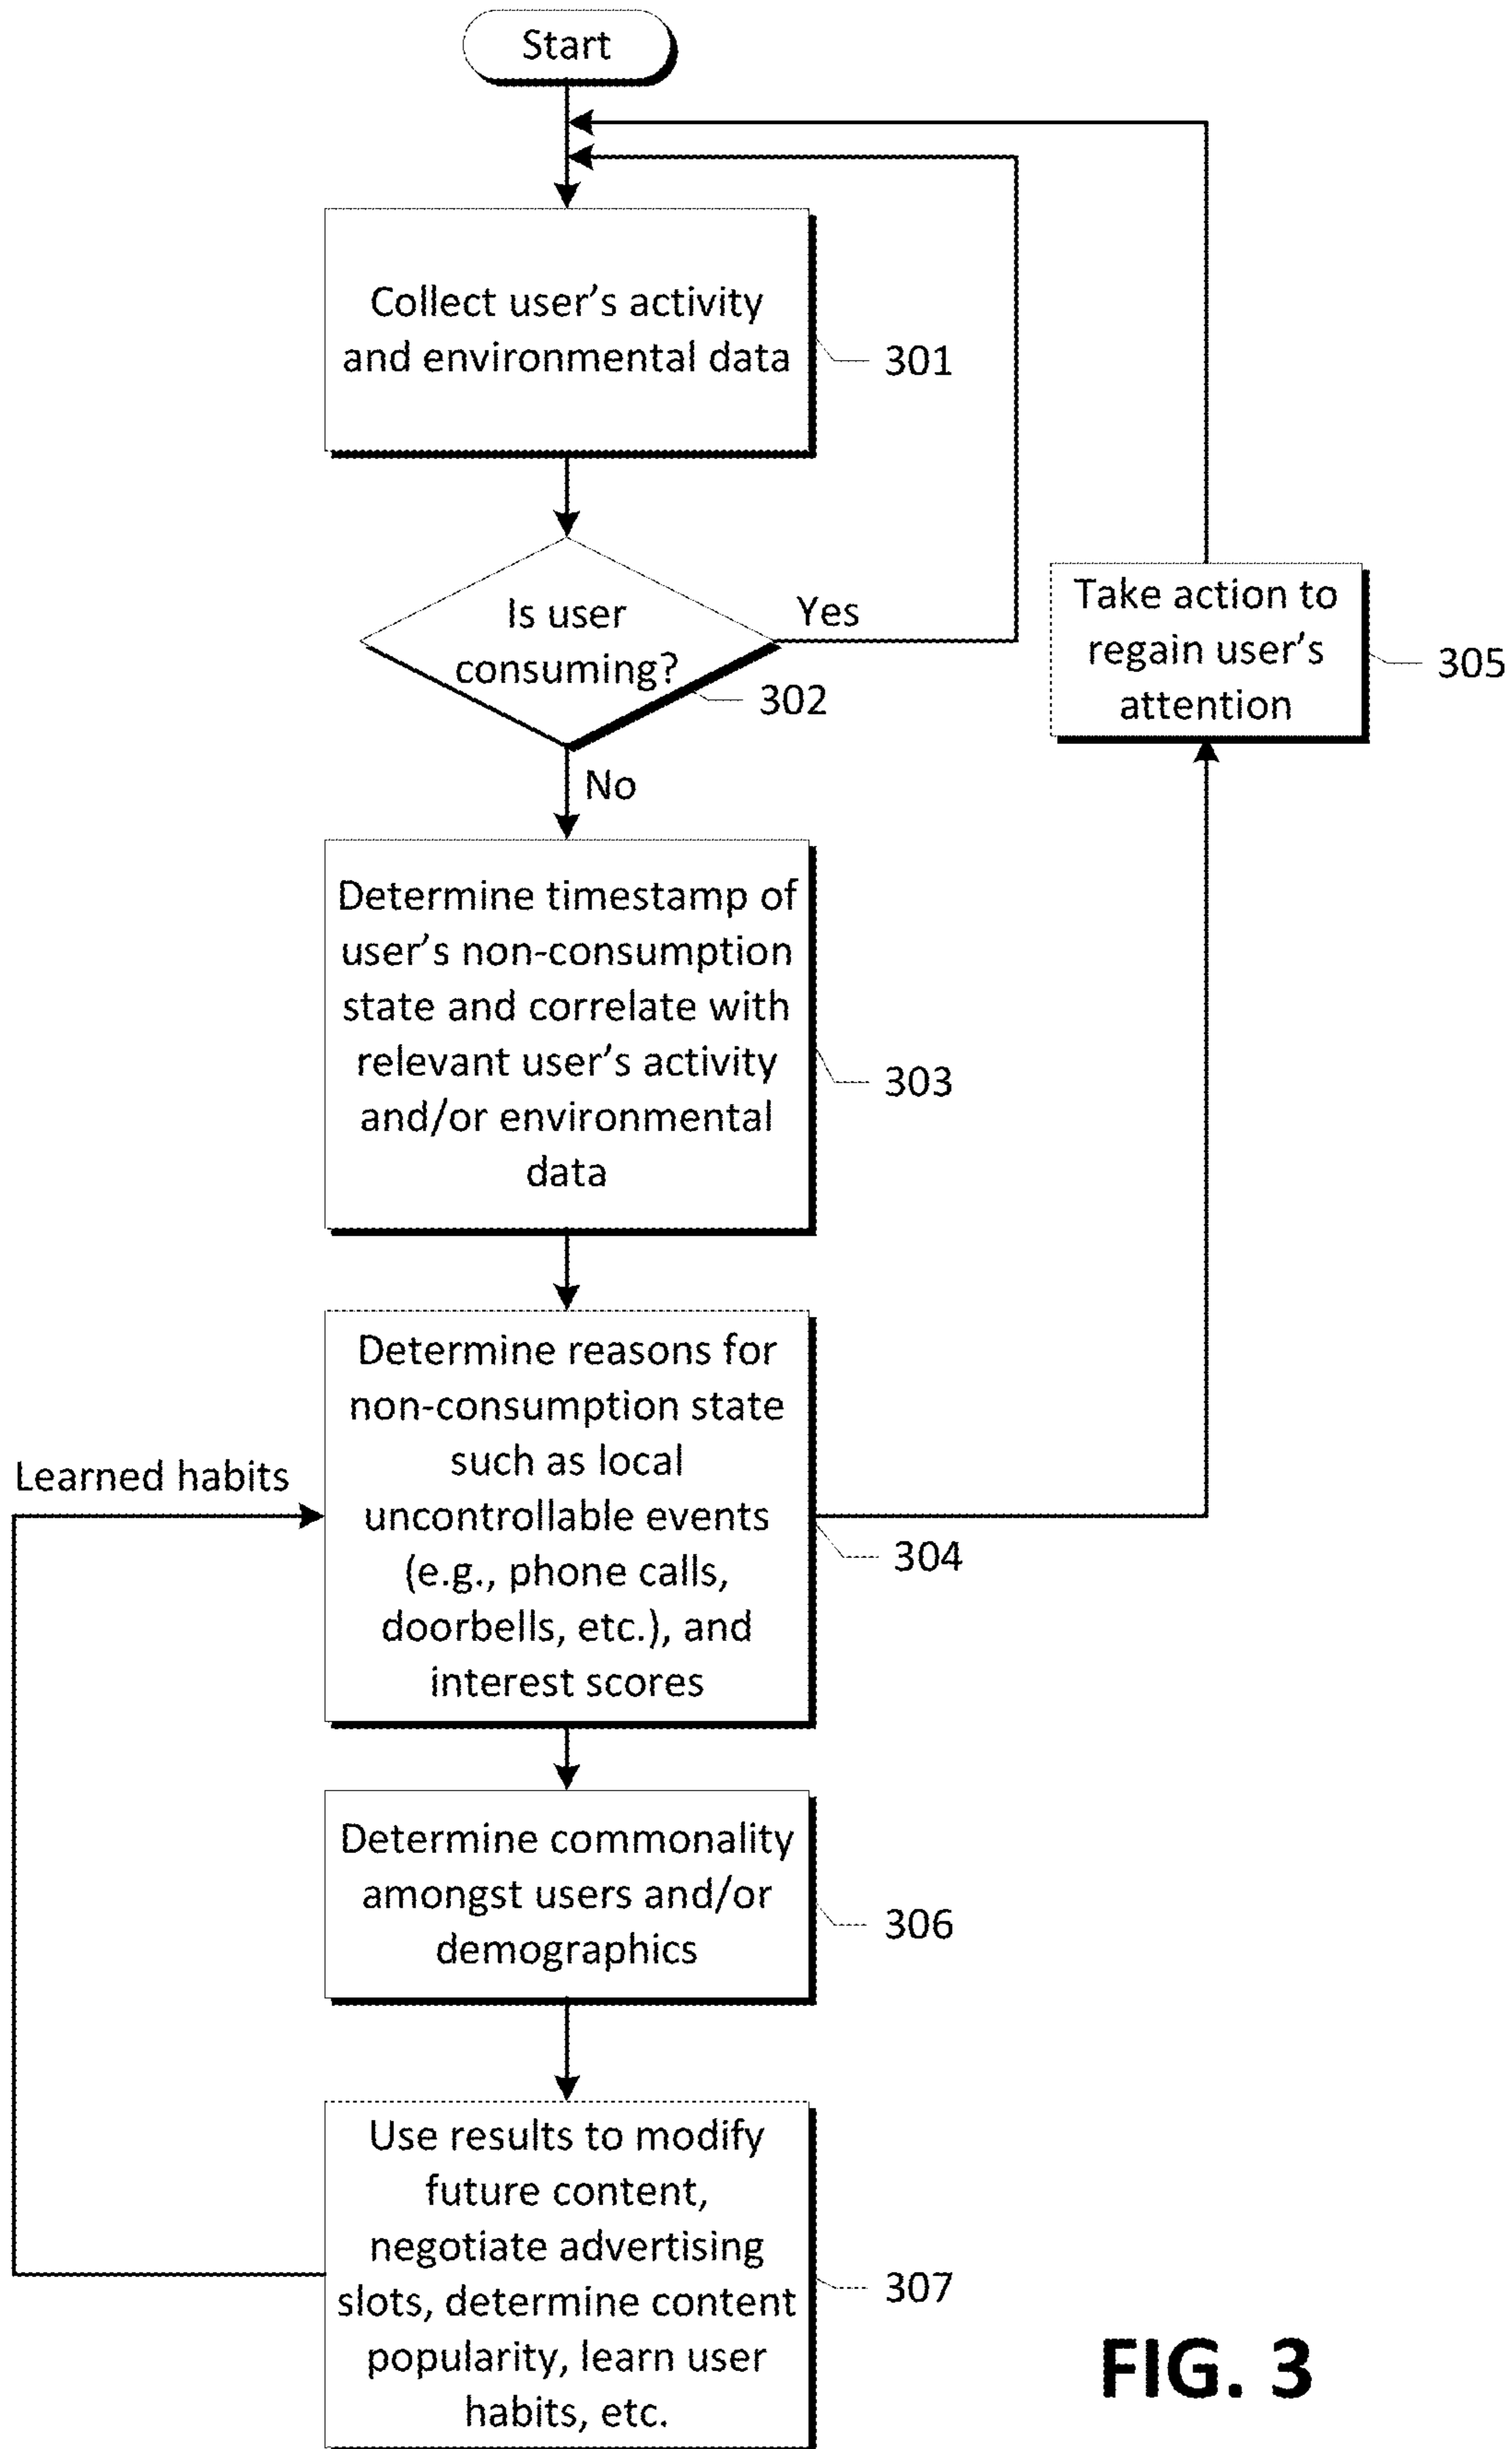 Start
Collect user's activity
and environmental data
301
Is user
consuming?
Yes
302
No
Take action to
regain user's
attention
305
Determine timestamp of
user's non-consumption
state and correlate with
relevant user's activity
and/or environmental
data
303
Learned habits
Determine reasons for
non-consumption state
such as local
uncontrollable events
(e.g., phone calls,
doorbells, etc.), and
interest scores
304
Determine commonality
amongst users and/or
demographics
306
Use results to modify
future content,
negotiate advertising
slots, determine content
popularity, learn user
habits, etc.
307
FIG. 3